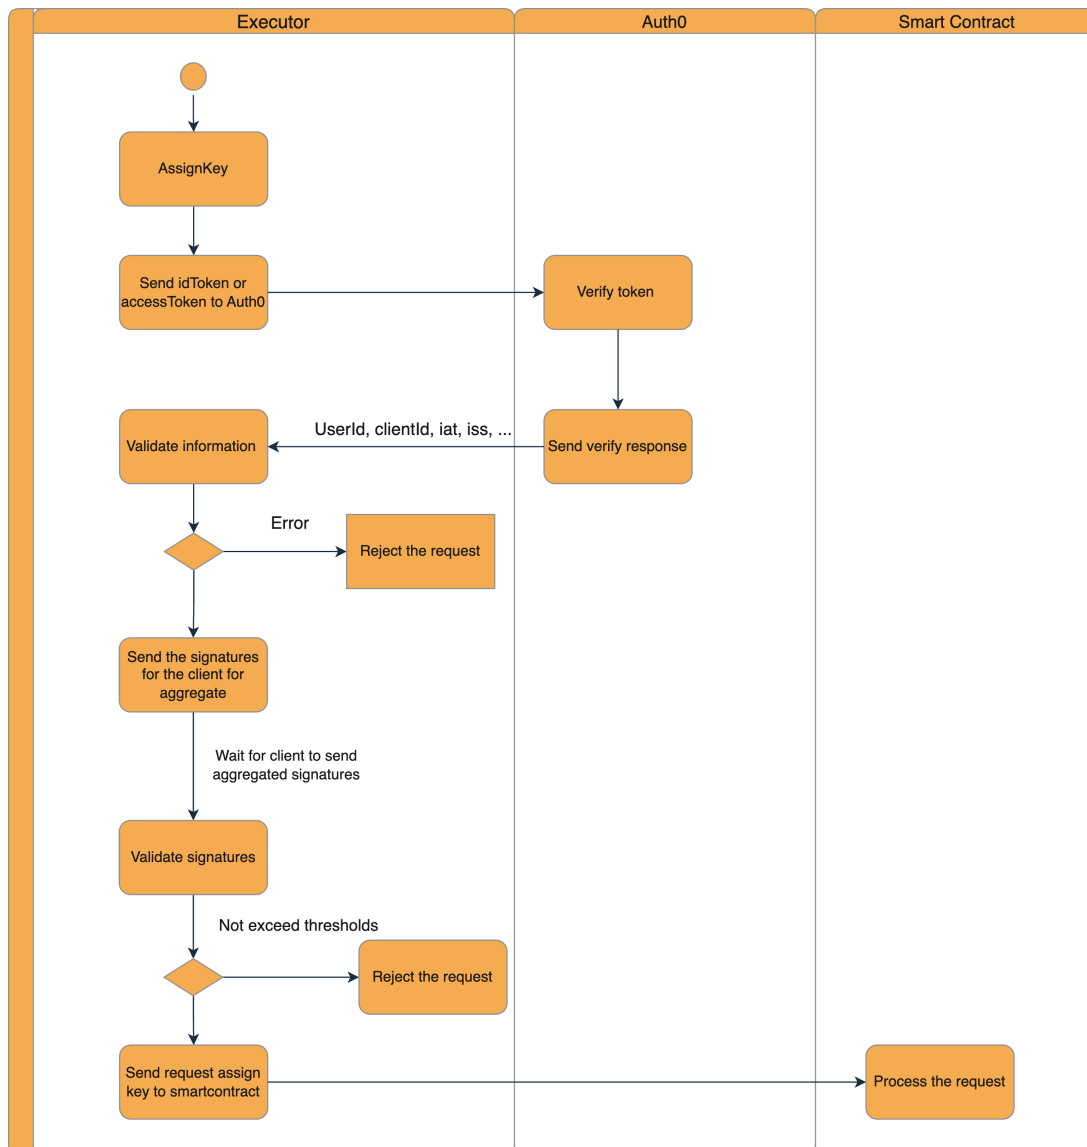 Executor
Auth0
Smart Contract
AssignKey
Send idToken or
accessToken to Auth0
Verify token
Validate information
UserId, clientId, iat, iss, ...
Send verify response
Error
Reject the request
Send the signatures
for the client for
aggregate
Wait for client to send
aggregated signatures
Validate signatures
Not exceed thresholds
Reject the request
Send request assign
key to smartcontract
Process the request